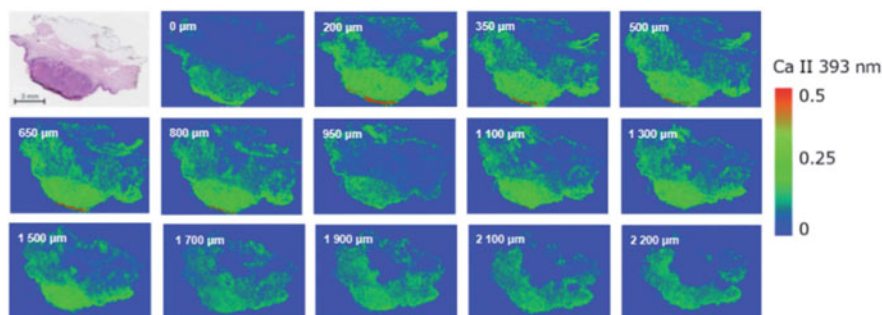 3 mm
0 µm
200 µm
350 µm
500 µm
650 µm
800 µm
950 µm
1 100 µm
1 300 µm
1 500 µm
1 700 µm
1 900 µm
2 100 µm
2 200 µm
Ca II 393 nm
0.5
0.25
0